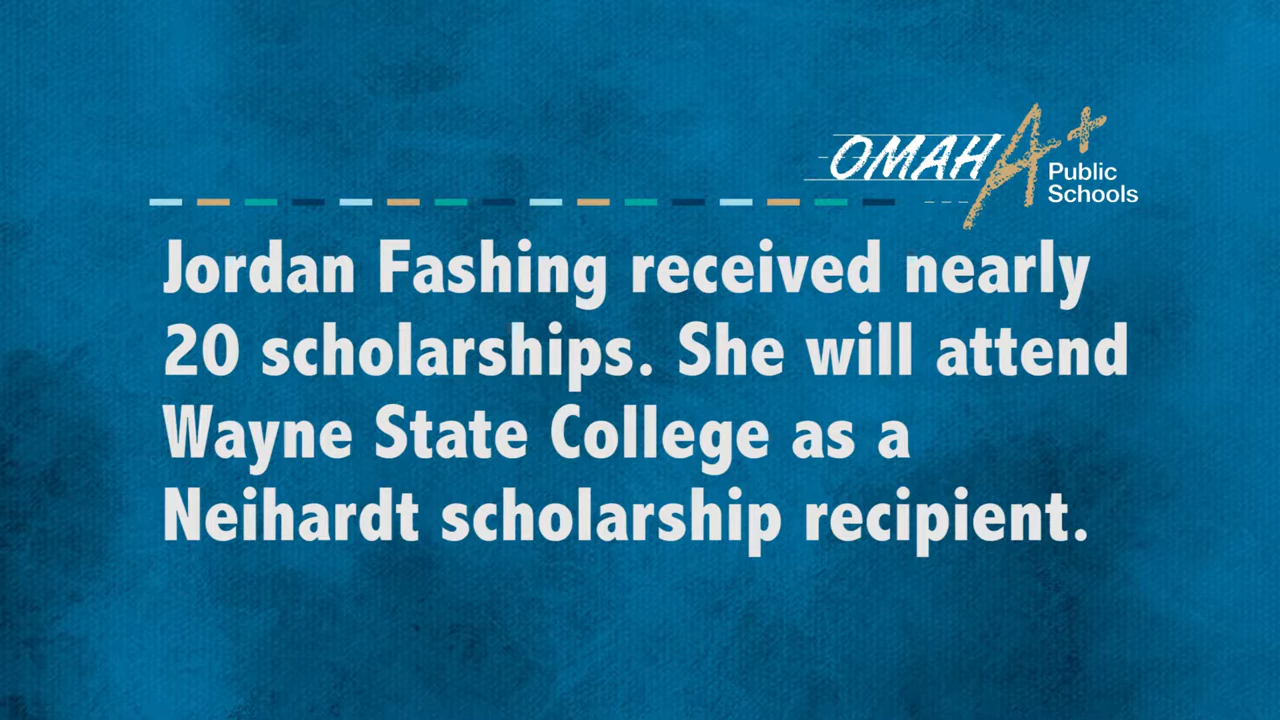 OMAHA+
Public
Schools
Jordan Fashing received nearly
20 scholarships. She will attend
Wayne State College as a
Neihardt scholarship recipient.